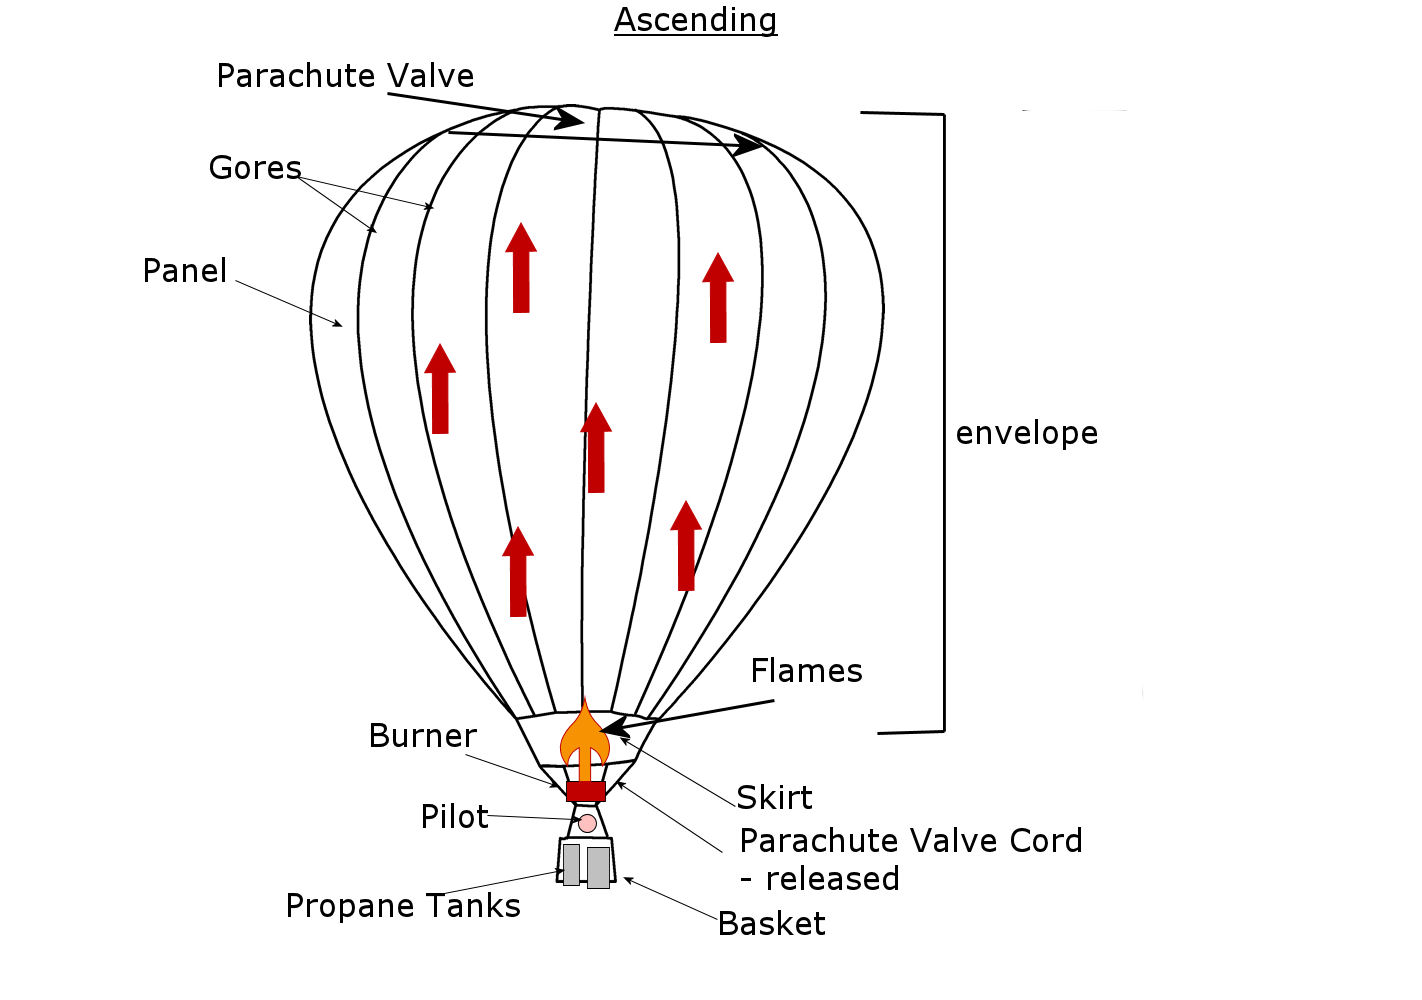 Ascending
Parachute Valve
Gores
Panel
envelope
Flames
Burner
Skirt
Pilot
Parachute Valve Cord
- released
Propane Tanks
Basket